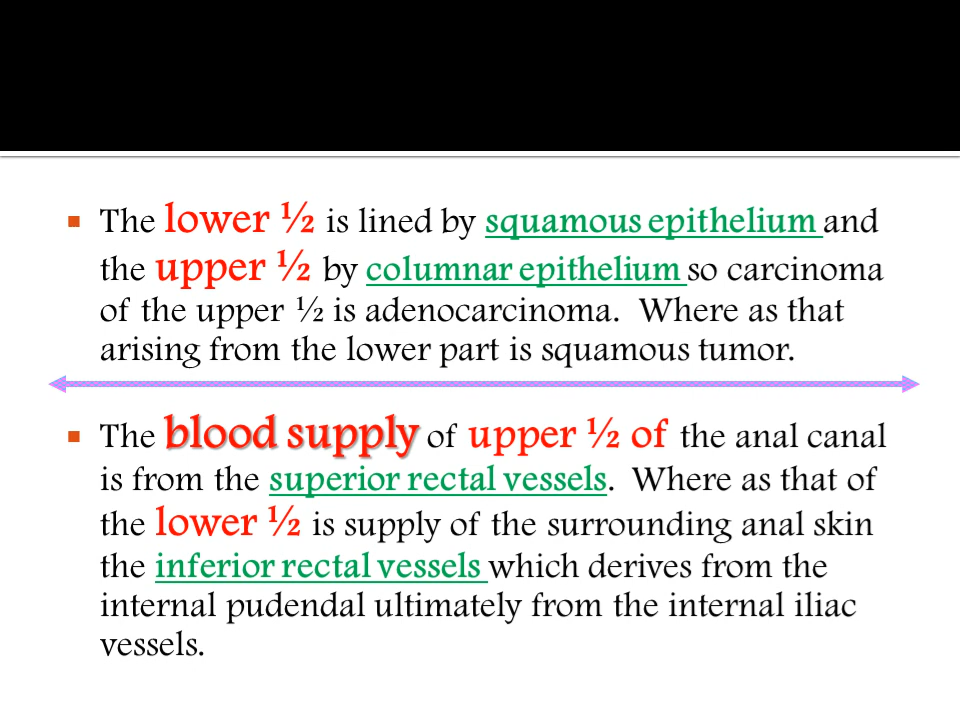 The lower ½ is lined by squamous epithelium and
the upper ½ by columnar epithelium so carcinoma
of the upper ½ is adenocarcinoma. Where as that
arising from the lower part is squamous tumor.
The blood supply of upper ½ of the anal canal
is from the superior rectal vessels. Where as that of
the lower ½ is supply of the surrounding anal skin
the inferior rectal vessels which derives from the
internal pudendal ultimately from the internal iliac
vessels.